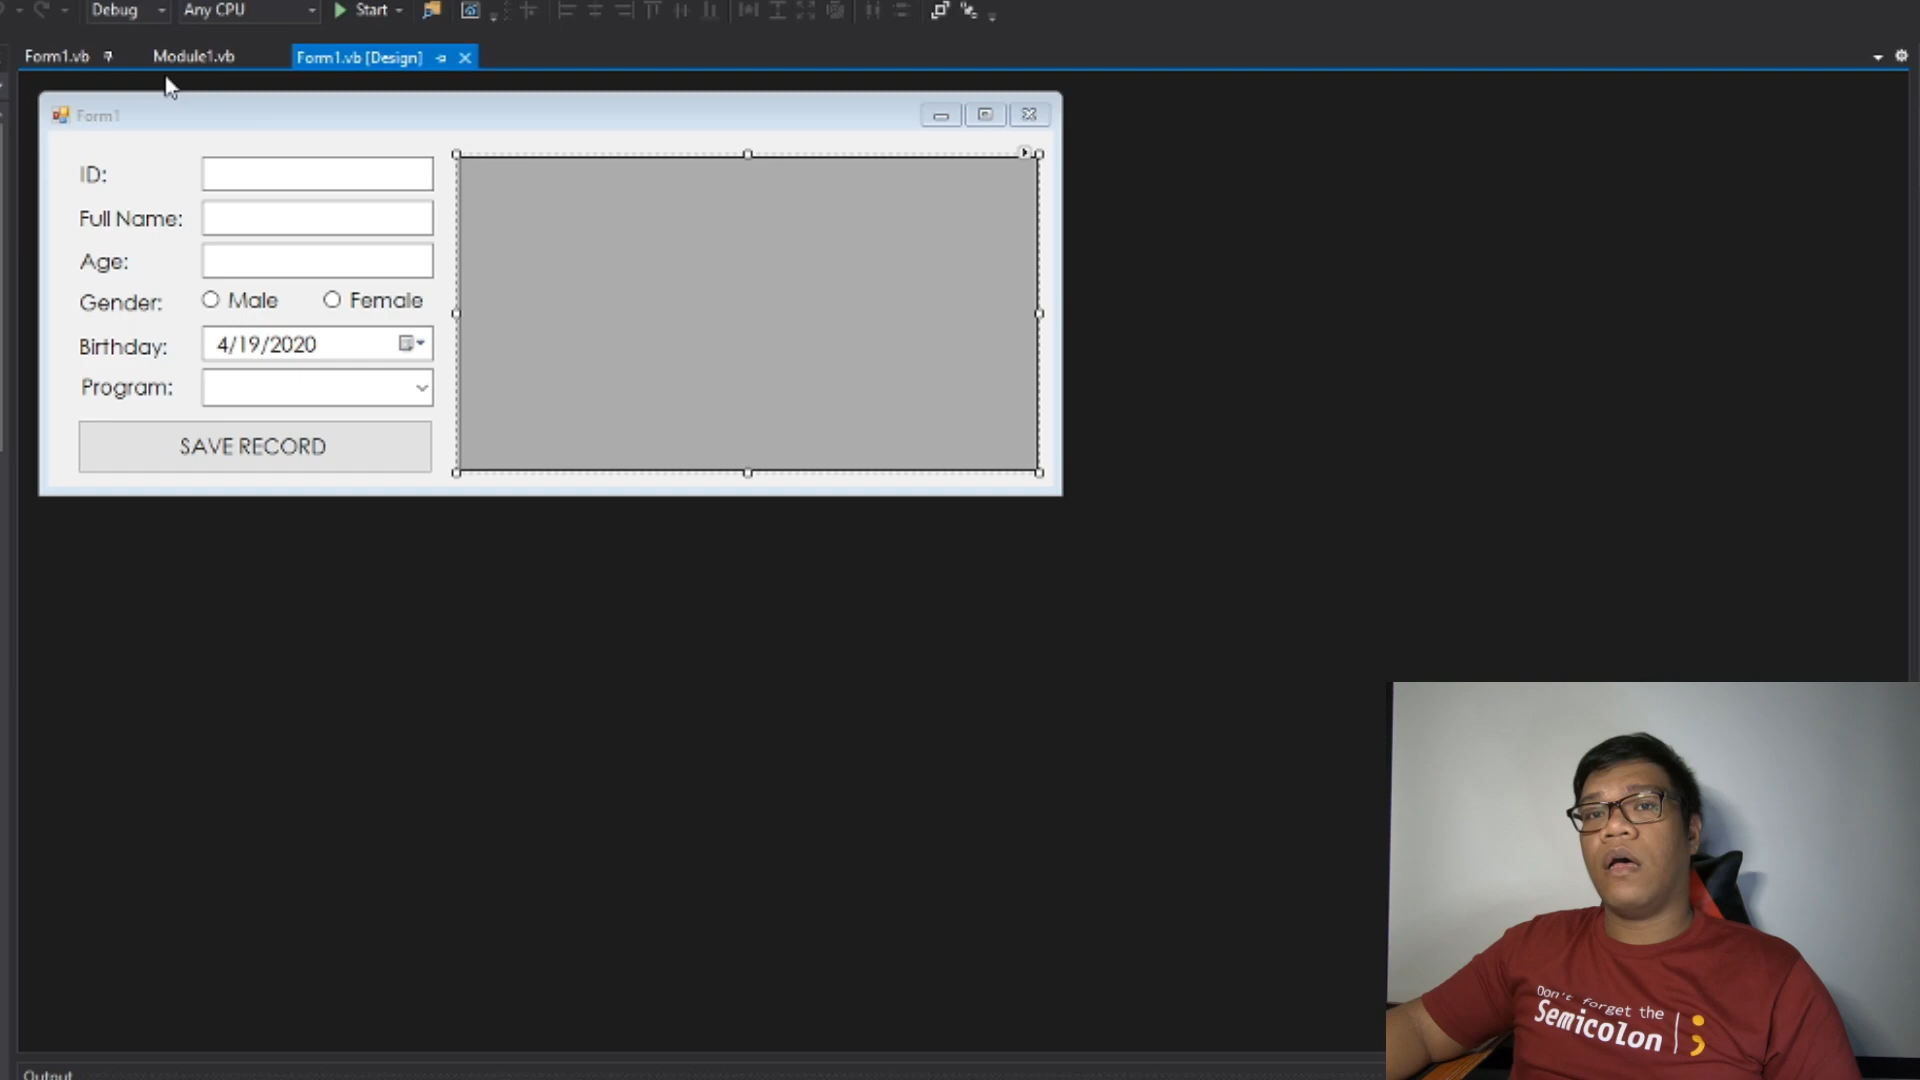 Debug Any CPU Start
Form1.vb Module1.vb Form1.vb [Design]
Form1
ID:
Full Name:
Age:
Gender: Male Female
Birthday: 4/19/2020
Program:
SAVE RECORD
Don't forget the
Semicolon ;
Output